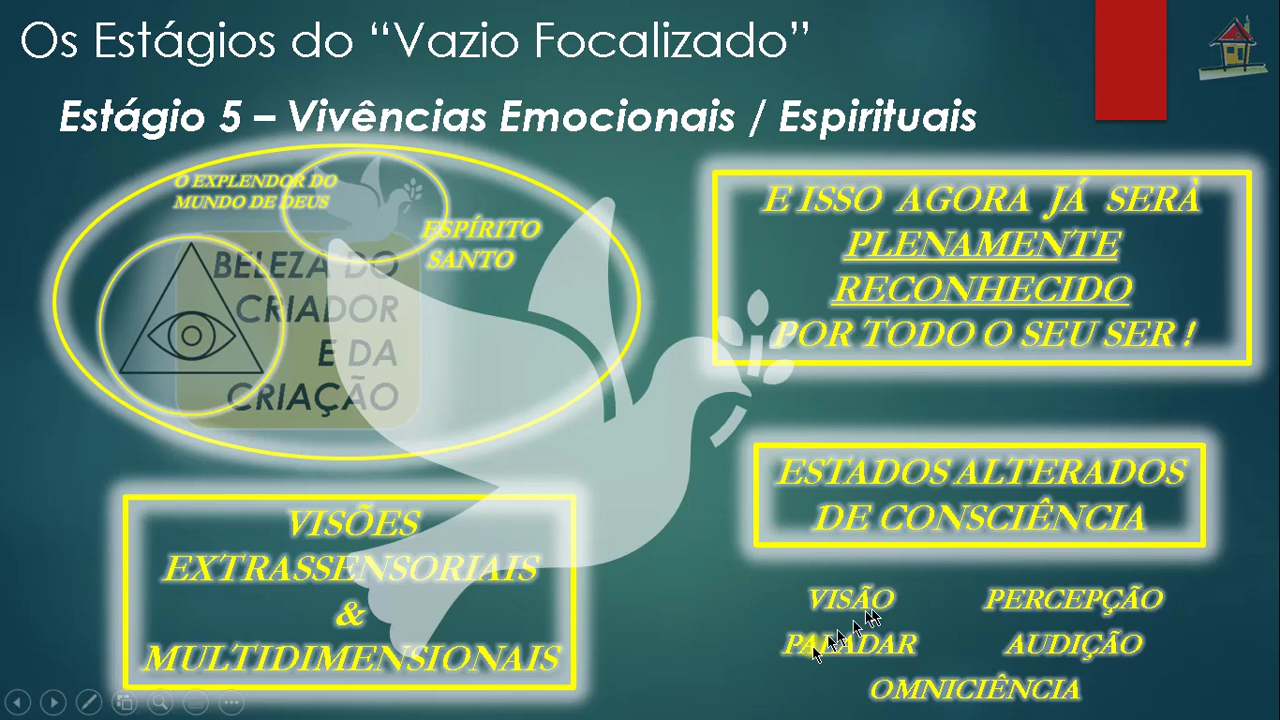 Os Estágios do “Vazio Focalizado”
Estágio 5 – Vivências Emocionais / Espirituais
O EXPLENDOR DO
MUNDO DE DEUS
ESPÍRITO
SANTO
BELEZA DO
CRIADOR
E DA
CRIAÇÃO
E ISSO AGORA JÁ SERÀ
PLENAMENTE
RECONHECIDO
POR TODO O SEU SER !
VISÕES
EXTRASSENSORIAIS
&
MULTIDIMENSIONAIS
ESTADOS ALTERADOS
DE CONSCIÊNCIA
VISÃO PERCEPÇÃO
PALADAR AUDIÇÃO
OMNICIÊNCIA